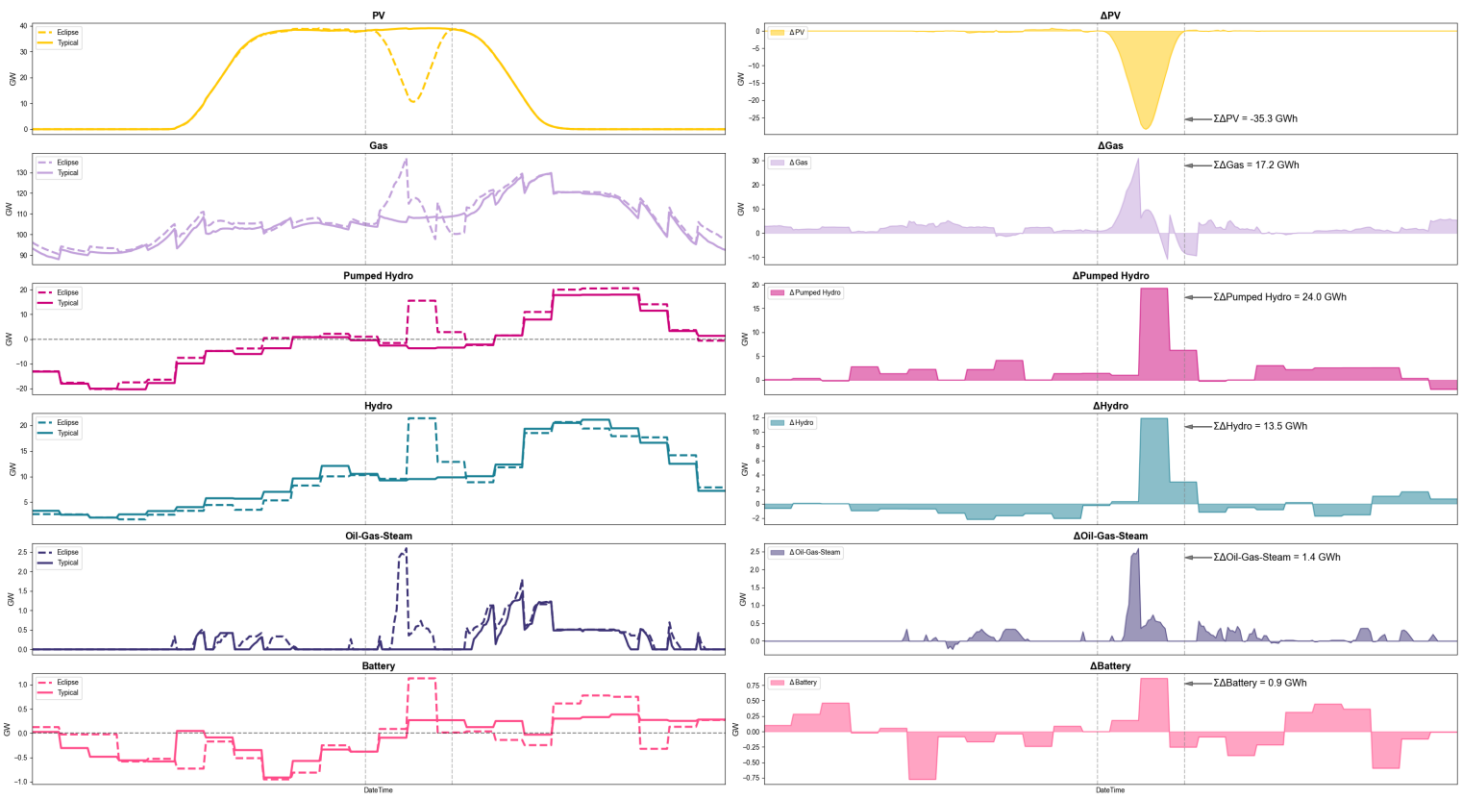 PV
40
30
20
10
0
GW
Eclipse
Typical
ΔPV
0
−5
−10
−15
−20
−25
GW
Δ PV
ΣΔPV = -35.3 GWh
Gas
130
120
110
100
90
GW
Eclipse
Typical
ΔGas
30
20
10
0
−10
GW
Δ Gas
ΣΔGas = 17.2 GWh
Pumped Hydro
20
10
0
−10
−20
GW
Eclipse
Typical
ΔPumped Hydro
20
15
10
5
0
GW
Δ Pumped Hydro
ΣΔPumped Hydro = 24.0 GWh
Hydro
20
15
10
5
GW
Eclipse
Typical
ΔHydro
12
10
8
6
4
2
0
−2
GW
Δ Hydro
ΣΔHydro = 13.5 GWh
Oil-Gas-Steam
2.5
2.0
1.5
1.0
0.5
0.0
GW
Eclipse
Typical
ΔOil-Gas-Steam
2.5
2.0
1.5
1.0
0.5
0.0
GW
Δ Oil-Gas-Steam
ΣΔOil-Gas-Steam = 1.4 GWh
Battery
1.0
0.5
0.0
−0.5
−1.0
GW
Eclipse
Typical
DateTime
ΔBattery
0.75
0.50
0.25
0.00
−0.25
−0.50
−0.75
GW
Δ Battery
ΣΔBattery = 0.9 GWh
DateTime